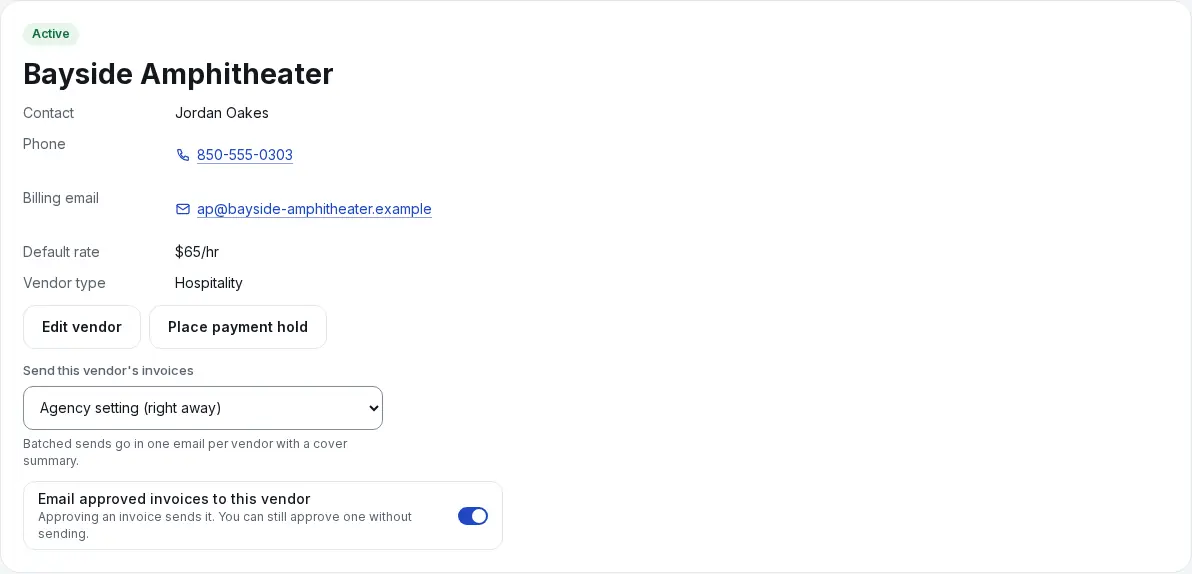 Active
Bayside Amphitheater
Contact Jordan Oakes
Phone 850-555-0303
Billing email ap@bayside-amphitheater.example
Default rate $65/hr
Vendor type Hospitality
Edit vendor Place payment hold
Send this vendor's invoices
Agency setting (right away)
Batched sends go in one email per vendor with a cover
summary.
Email approved invoices to this vendor
Approving an invoice sends it. You can still approve one without
sending.